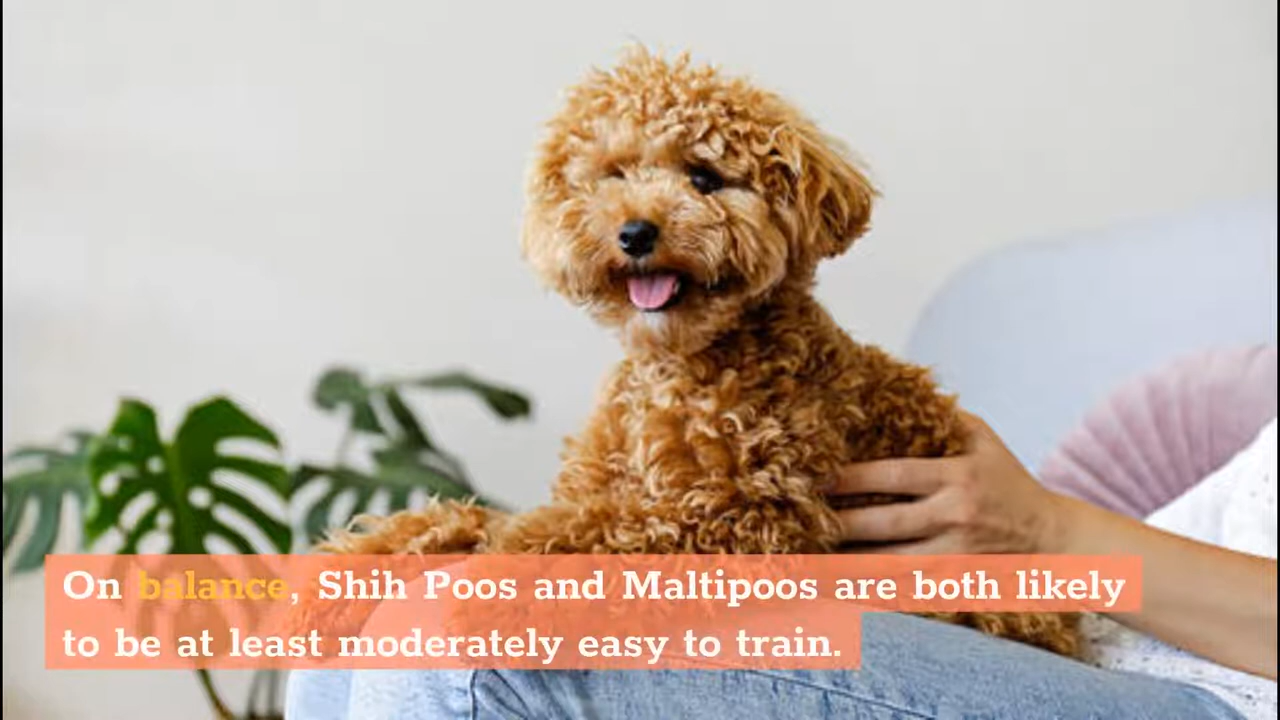 On balance, Shih Poos and Maltipoos are both likely
to be at least moderately easy to train.